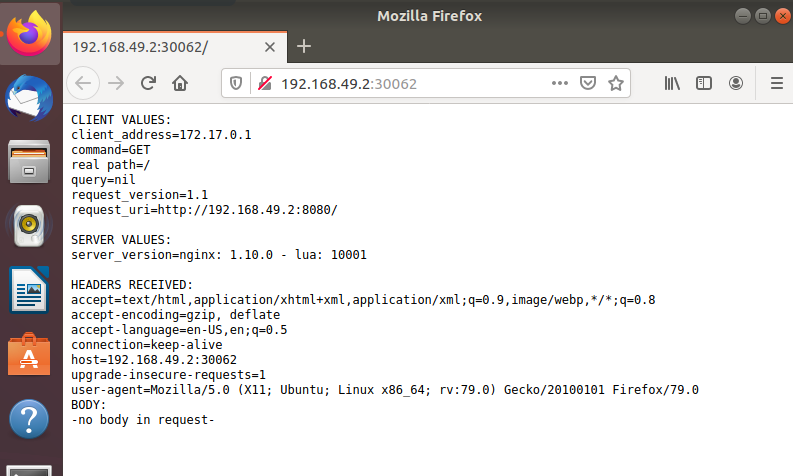 Mozilla Firefox
192.168.49.2:30062/
192.168.49.2:30062
CLIENT VALUES:
client_address=172.17.0.1
command=GET
real path=/
query=nil
request_version=1.1
request_uri=http://192.168.49.2:8080/
SERVER VALUES:
server_version=nginx: 1.10.0 - lua: 10001
HEADERS RECEIVED:
accept=text/html,application/xhtml+xml,application/xml;q=0.9,image/webp,*/*;q=0.8
accept-encoding=gzip, deflate
accept-language=en-US,en;q=0.5
connection=keep-alive
host=192.168.49.2:30062
upgrade-insecure-requests=1
user-agent=Mozilla/5.0 (X11; Ubuntu; Linux x86_64; rv:79.0) Gecko/20100101 Firefox/79.0
BODY:
-no body in request-